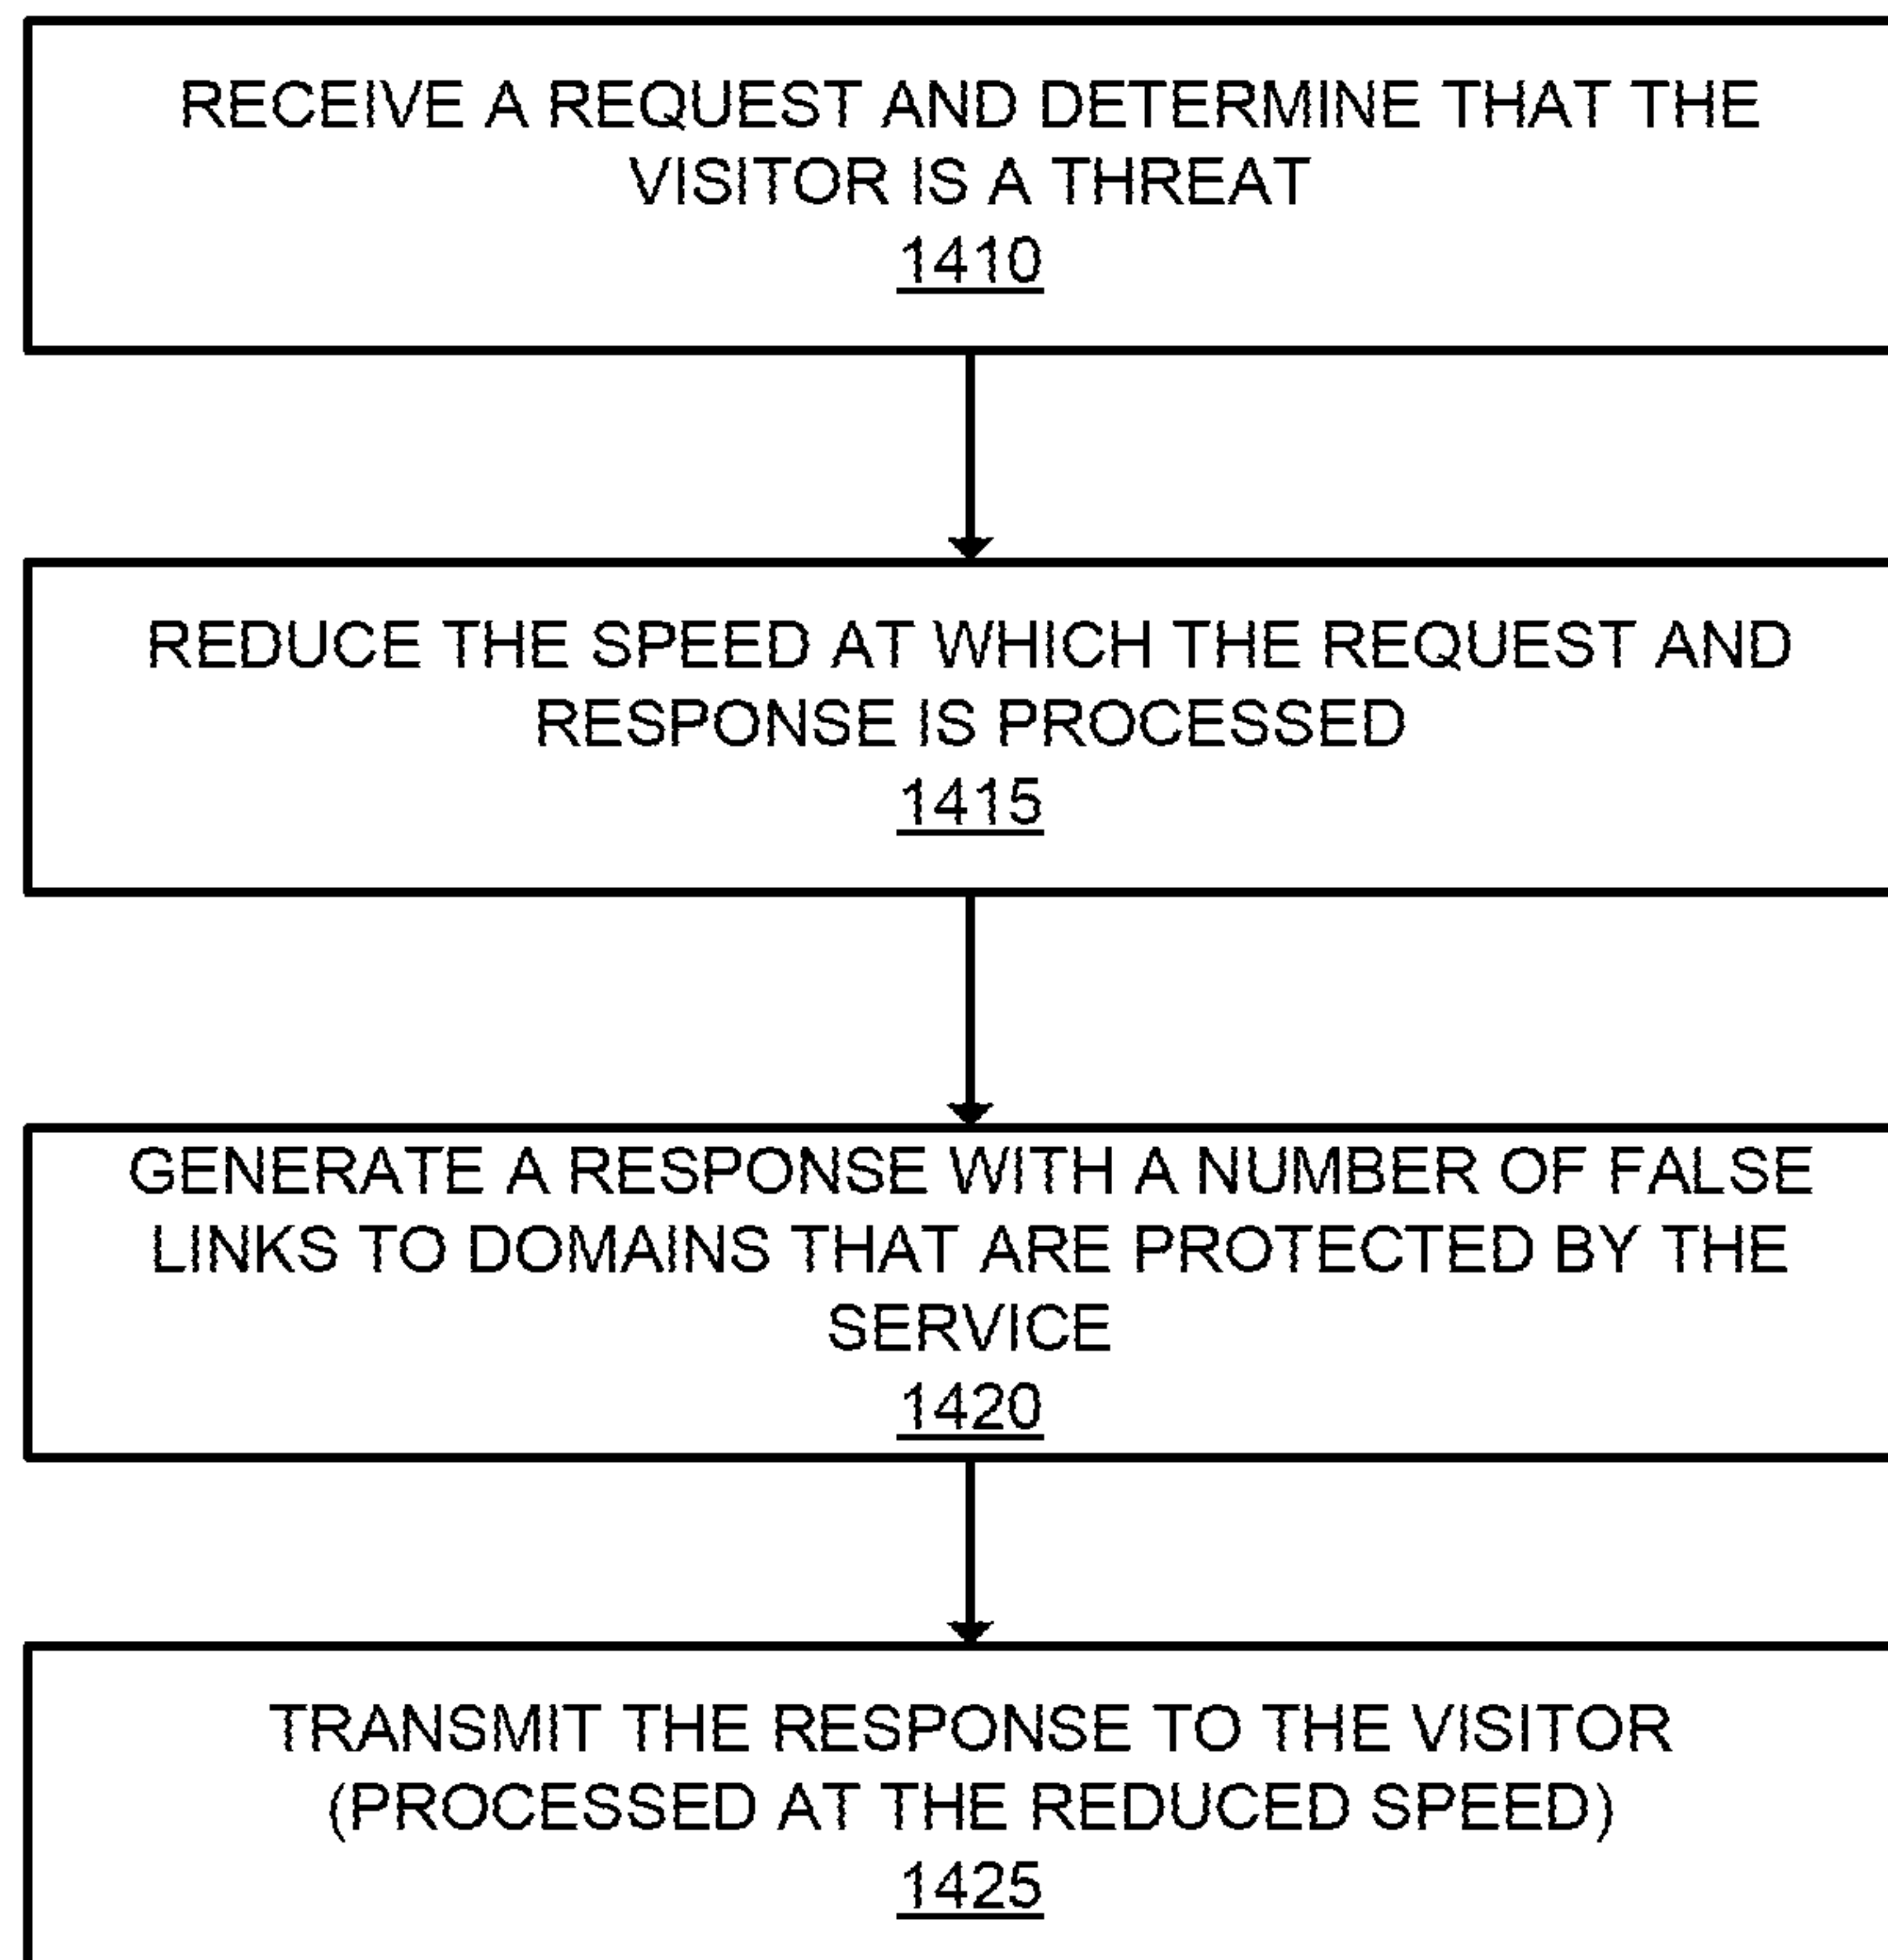 RECEIVE A REQUEST AND DETERMINE THAT THE
VISITOR IS A THREAT
1410
REDUCE THE SPEED AT WHICH THE REQUEST AND
RESPONSE IS PROCESSED
1415
GENERATE A RESPONSE WITH A NUMBER OF FALSE
LINKS TO DOMAINS THAT ARE PROTECTED BY THE
SERVICE
1420
TRANSMIT THE RESPONSE TO THE VISITOR
(PROCESSED AT THE REDUCED SPEED)
1425